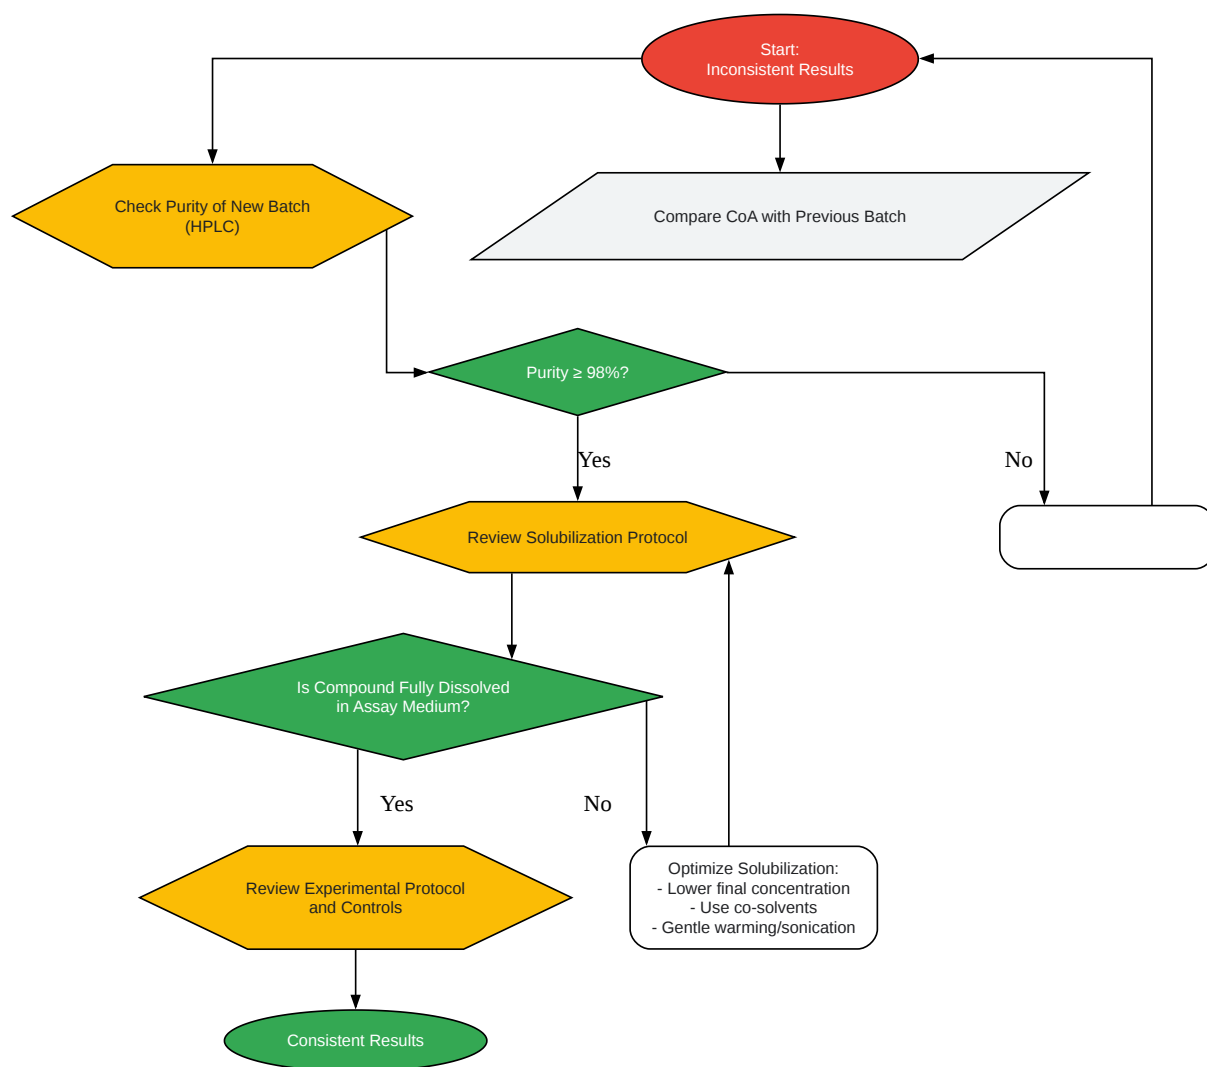 Start:
Inconsistent Results
Check Purity of New Batch
(HPLC)
Compare CoA with Previous Batch
Purity ≥ 98%?
Yes
No
Review Solubilization Protocol
Is Compound Fully Dissolved
in Assay Medium?
Yes
No
Optimize Solubilization:
- Lower final concentration
- Use co-solvents
- Gentle warming/sonication
Review Experimental Protocol
and Controls
Consistent Results